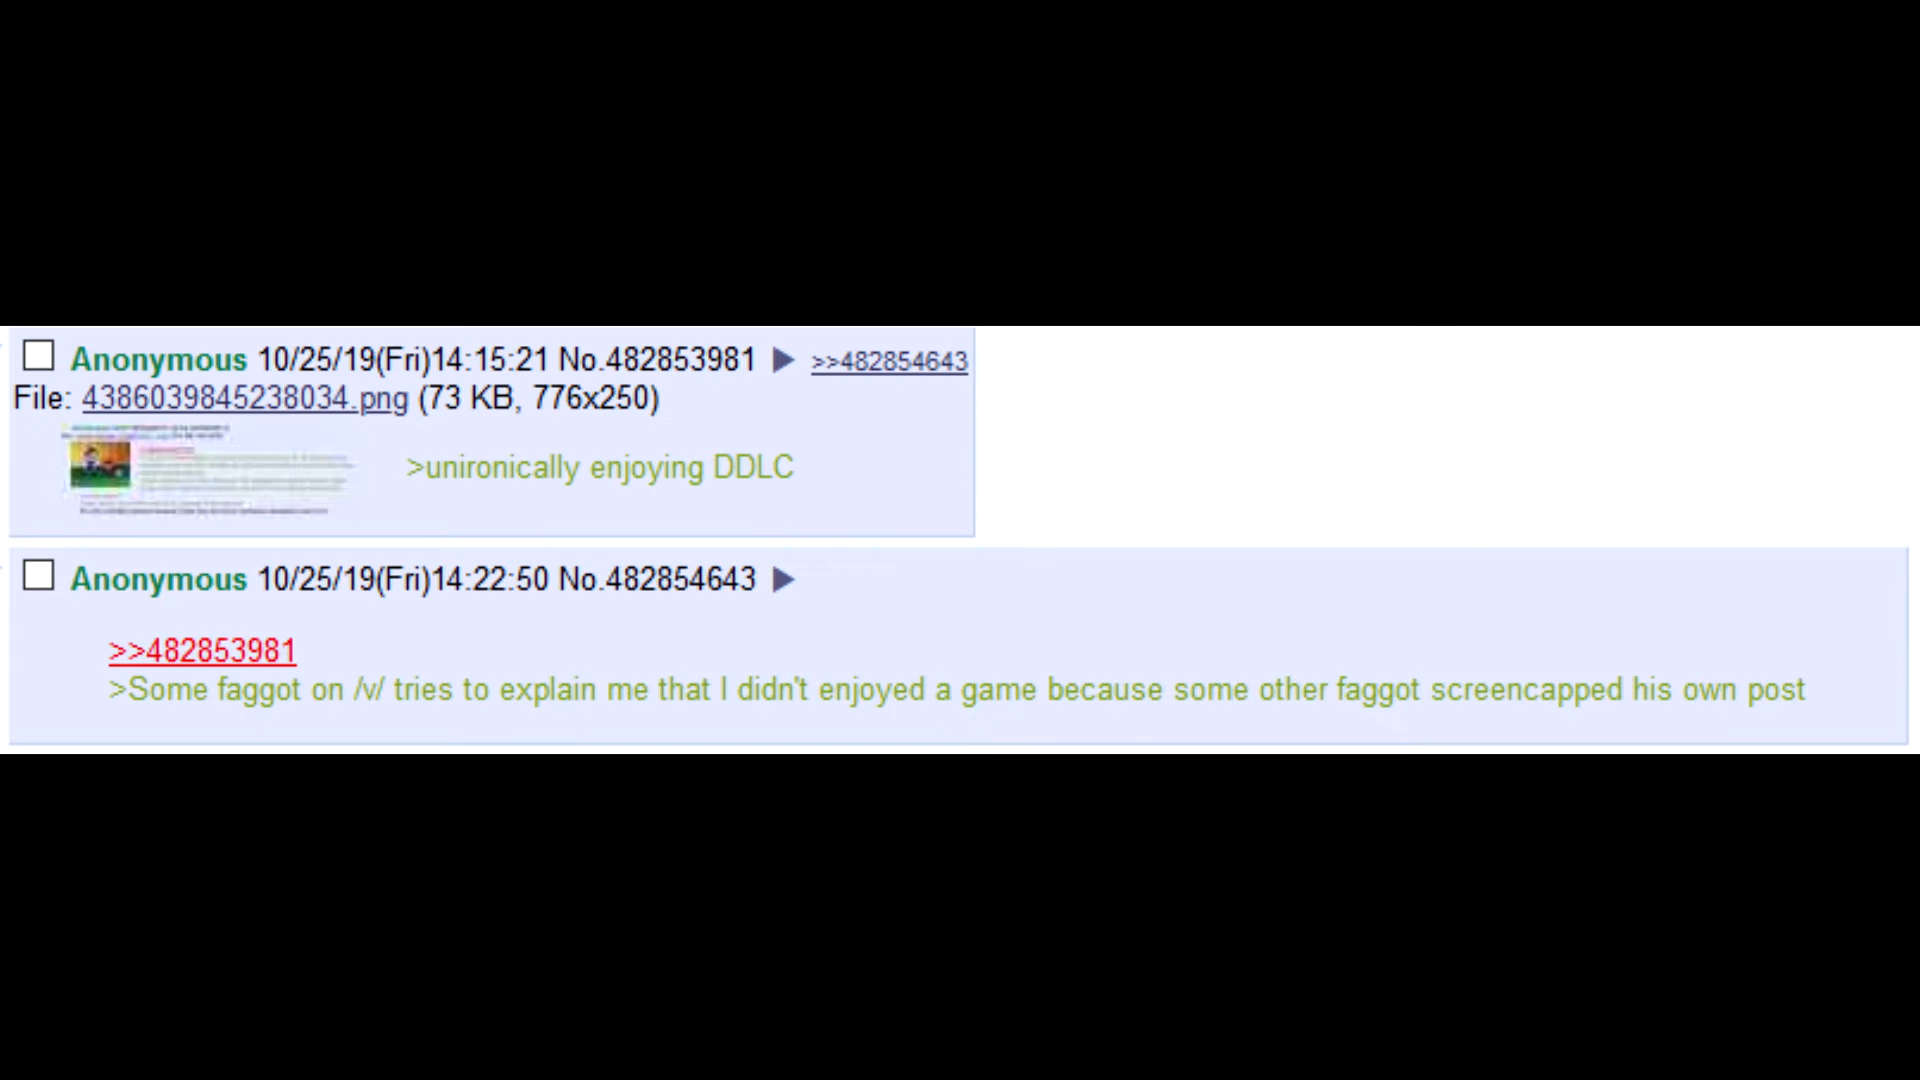 Anonymous 10/25/19(Fri)14:15:21 No.482853981 ▶ >>482854643
File: 4386039845238034.png (73 KB, 776x250)
>unironically enjoying DDLC
Anonymous 10/25/19(Fri)14:22:50 No.482854643 ▶
>>482853981
>Some faggot on /v/ tries to explain me that I didn't enjoyed a game because some other faggot screencapped his own post